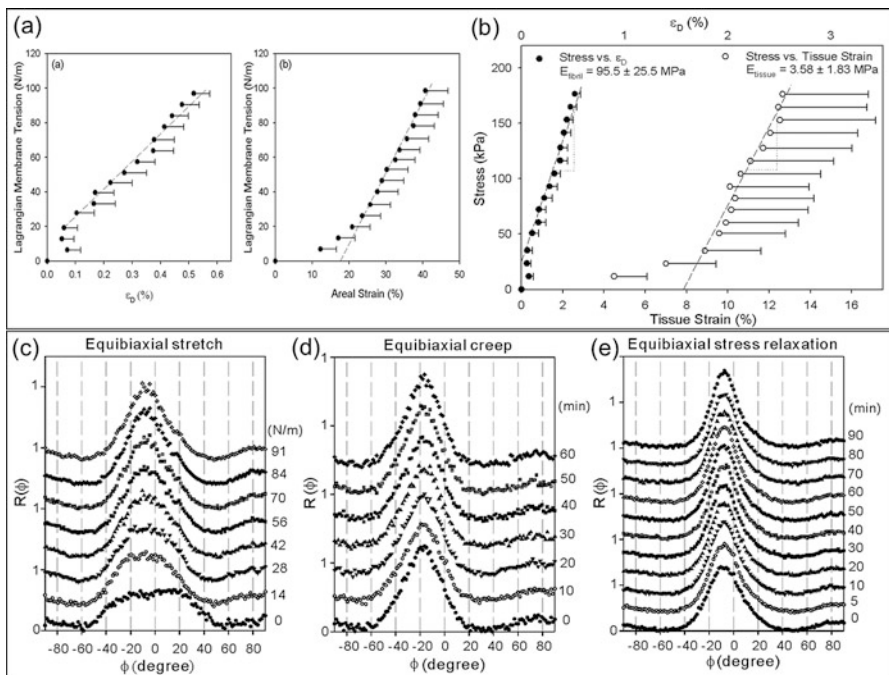 (a)
(a)
Lagrangian Membrane Tension (N/m)
120
100
80
60
40
20
0
0.0 0.1 0.2 0.3 0.4 0.5 0.6
ε_D (%)
(b)
Lagrangian Membrane Tension (N/m)
120
100
80
60
40
20
0
0 10 20 30 40 50
Areal Strain (%)
(b)
ε_D (%)
0 1 2 3
Stress vs. ε_D
E_fibril = 95.5 ± 25.5 MPa
Stress vs. Tissue Strain
E_tissue = 3.58 ± 1.83 MPa
Stress (kPa)
200
150
100
50
0
0 2 4 6 8 10 12 14 16
Tissue Strain (%)
(c) Equibiaxial stretch
R(ϕ)
1
1
1
1
0
(N/m)
91
84
70
56
42
28
14
0
-80 -60 -40 -20 0 20 40 60 80
ϕ (degree)
(d) Equibiaxial creep
(min)
R(ϕ)
1
1
1
0
60
50
40
30
20
10
0
-80 -60 -40 -20 0 20 40 60 80
ϕ (degree)
(e) Equibiaxial stress relaxation
(min)
R(ϕ)
1
1
1
1
0
90
80
70
60
50
40
30
20
10
5
0
-80 -60 -40 -20 0 20 40 60 80
ϕ (degree)